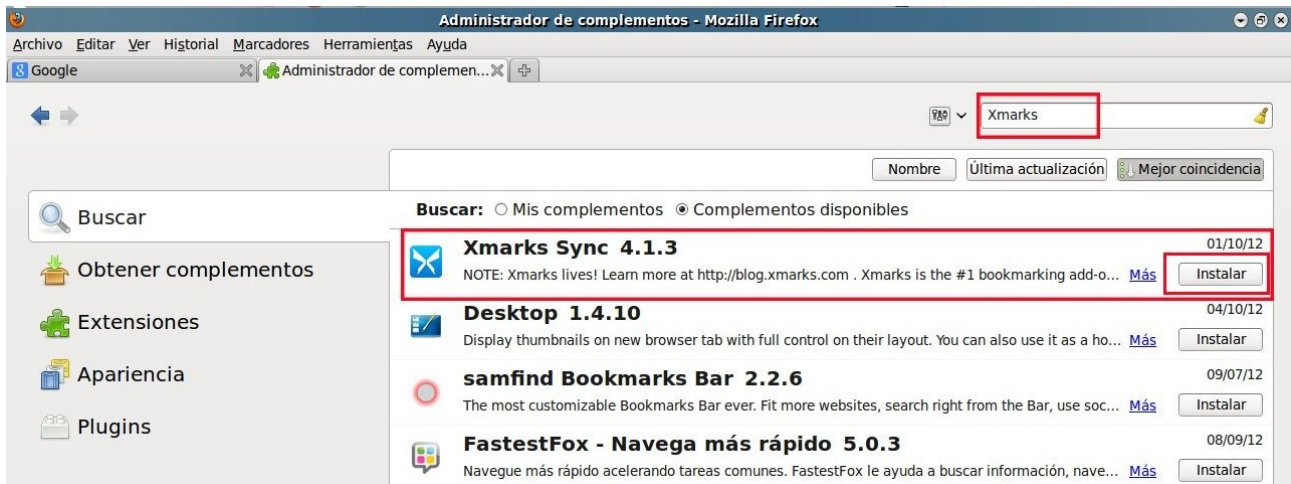 Administrador de complementos - Mozilla Firefox
Archivo Editar Ver Historial Marcadores Herramientas Ayuda
Google Administrador de complemen...
Xmarks
Nombre Última actualización Mejor coincidencia
Buscar
Obtener complementos
Extensiones
Apariencia
Plugins
Buscar: Mis complementos Complementos disponibles
Xmarks Sync 4.1.3 01/10/12
NOTE: Xmarks lives! Learn more at http://blog.xmarks.com . Xmarks is the #1 bookmarking add-o... Más Instalar
Desktop 1.4.10 04/10/12
Display thumbnails on new browser tab with full control on their layout. You can also use it as a ho... Más Instalar
samfind Bookmarks Bar 2.2.6 09/07/12
The most customizable Bookmarks Bar ever. Fit more websites, search right from the Bar, use soc... Más Instalar
FastestFox - Navega más rápido 5.0.3 08/09/12
Navegue más rápido acelerando tareas comunes. FastestFox le ayuda a buscar información, nave... Más Instalar